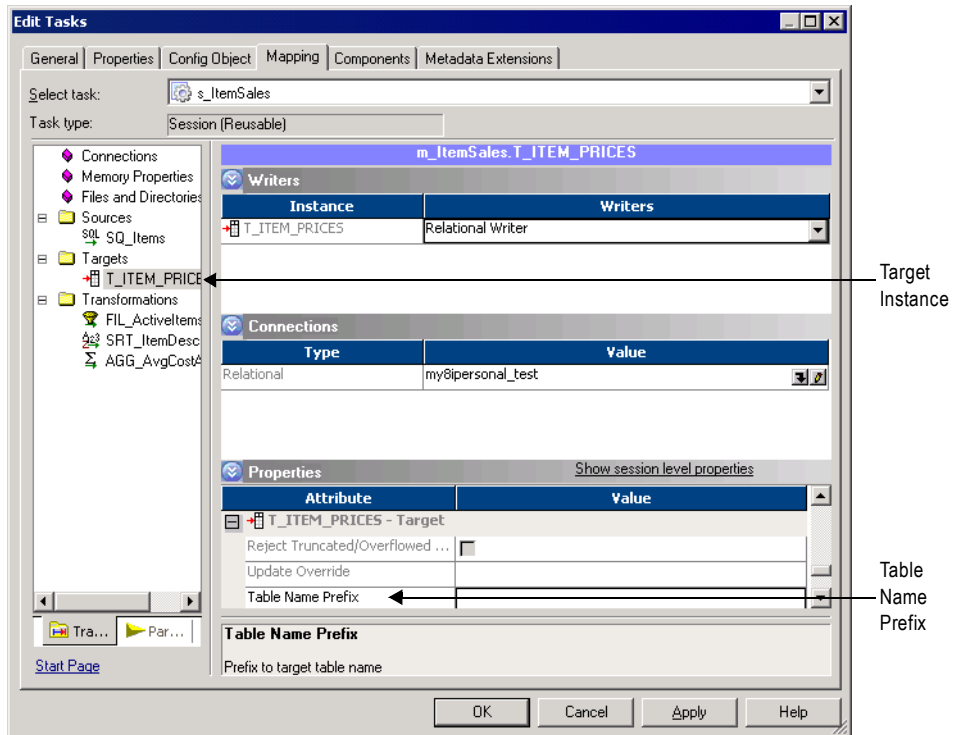 Edit Tasks
General Properties Config Object Mapping Components Metadata Extensions
Select task: s_ItemSales
Task type: Session (Reusable)
Connections
Memory Properties
Files and Directories
Sources
SQL SQ_Items
Targets
T_ITEM_PRICE
Transformations
FIL_ActiveItems
SRT_ItemDesc
AGG_AvgCostA
Tra... Par...
Start Page
m_ItemSales.T_ITEM_PRICES
Writers
Instance Writers
T_ITEM_PRICES Relational Writer
Connections
Type Value
Relational my8ipersonal_test
Properties Show session level properties
Attribute Value
T_ITEM_PRICES - Target
Reject Truncated/Overflowed ...
Update Override
Table Name Prefix
Table Name Prefix
Prefix to target table name
OK Cancel Apply Help
Target
Instance
Table
Name
Prefix